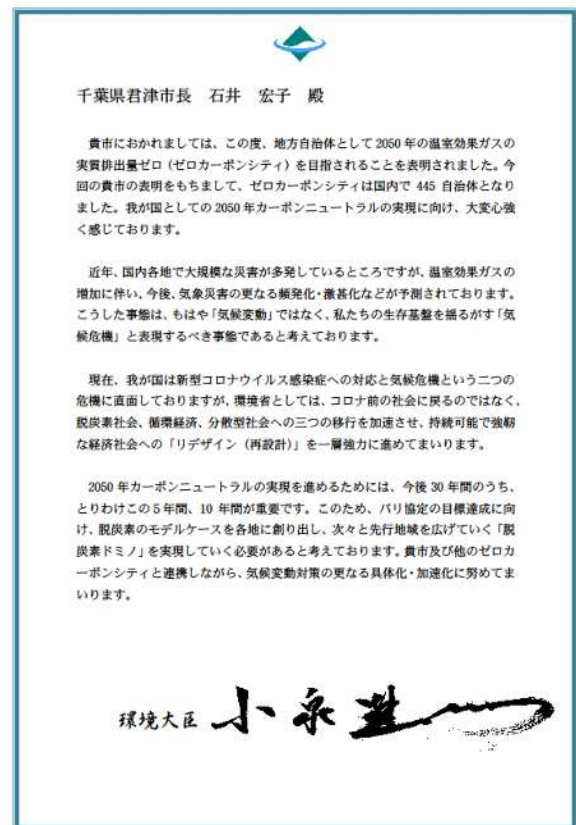 千葉県君津市長　石井　宏子　殿
貴市におかれましては、この度、地方自治体として 2050 年の温室効果ガスの
実質排出量ゼロ（ゼロカーボンシティ）を目指されることを表明されました。今
回の貴市の表明をもちまして、ゼロカーボンシティは国内で 445 自治体となり
ました。我が国としての 2050 年カーボンニュートラルの実現に向け、大変心強
く感じております。
近年、国内各地で大規模な災害が多発しているところですが、温室効果ガスの
増加に伴い、今後、気象災害の更なる頻発化・激甚化などが予測されております。
こうした事態は、もはや「気候変動」ではなく、私たちの生存基盤を揺るがす「気
候危機」と表現するべき事態であると考えております。
現在、我が国は新型コロナウイルス感染症への対応と気候危機という二つの
危機に直面しておりますが、環境省としては、コロナ前の社会に戻るのではなく、
脱炭素社会、循環経済、分散型社会への三つの移行を加速させ、持続可能で強靭
な経済社会への「リデザイン（再設計）」を一層強力に進めてまいります。
2050 年カーボンニュートラルの実現を進めるためには、今後 30 年間のうち、
とりわけこの５年間、10 年間が重要です。このため、パリ協定の目標達成に向
け、脱炭素のモデルケースを各地に創り出し、次々と先行地域を広げていく「脱
炭素ドミノ」を実現していく必要があると考えております。貴市及び他のゼロカ
ーボンシティと連携しながら、気候変動対策の更なる具体化・加速化に努めてま
いります。
環境大臣 小泉進